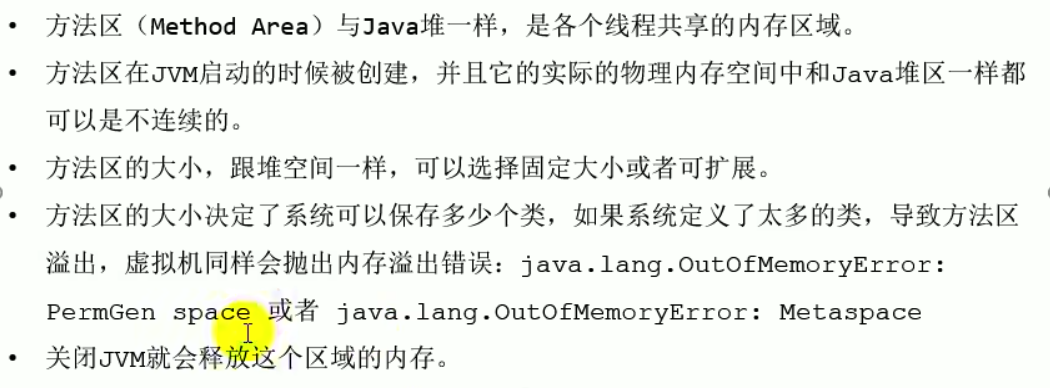 • 方法区（Method Area）与Java堆一样，是各个线程共享的内存区域。
• 方法区在JVM启动的时候被创建，并且它的实际的物理内存空间中和Java堆区一样都
可以是不连续的。
• 方法区的大小，跟堆空间一样，可以选择固定大小或者可扩展。
• 方法区的大小决定了系统可以保存多少个类，如果系统定义了太多的类，导致方法区
溢出，虚拟机同样会抛出内存溢出错误：java.lang.OutOfMemoryError:
PermGen space 或者 java.lang.OutOfMemoryError: Metaspace
• 关闭JVM就会释放这个区域的内存。